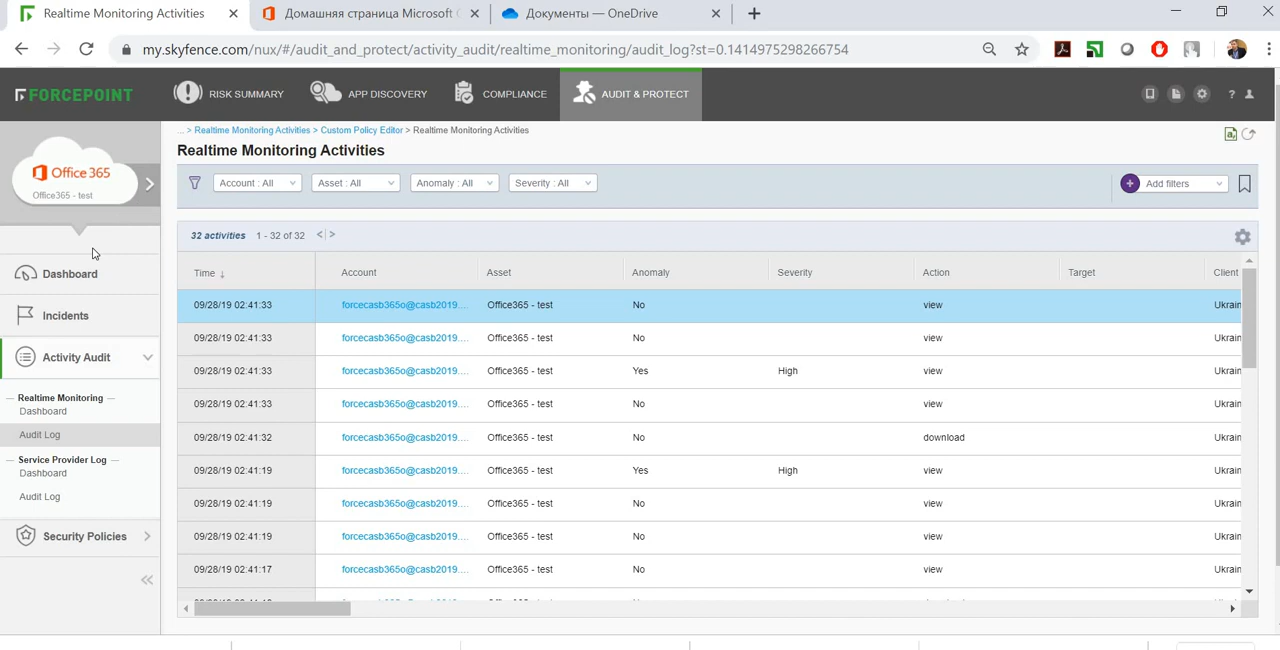 Realtime Monitoring Activities
Домашняя страница Microsoft
Документы — OneDrive
my.skyfence.com/nux/#/audit_and_protect/activity_audit/realtime_monitoring/audit_log?st=0.1414975298266754
FORCEPOINT
RISK SUMMARY
APP DISCOVERY
COMPLIANCE
AUDIT & PROTECT
?
Office 365
Office365 - test
Dashboard
Incidents
Activity Audit
Realtime Monitoring
Dashboard
Audit Log
Service Provider Log
Dashboard
Audit Log
Security Policies
... > Realtime Monitoring Activities > Custom Policy Editor > Realtime Monitoring Activities
Realtime Monitoring Activities
Account : All
Asset : All
Anomaly : All
Severity : All
Add filters
32 activities 1 - 32 of 32 < | >
Time ↓ Account Asset Anomaly Severity Action Target Client
09/28/19 02:41:33 forcecasb365o@casb2019.... Office365 - test No view Ukrain
09/28/19 02:41:33 forcecasb365o@casb2019.... Office365 - test No view Ukrain
09/28/19 02:41:33 forcecasb365o@casb2019.... Office365 - test Yes High view Ukrain
09/28/19 02:41:33 forcecasb365o@casb2019.... Office365 - test No view Ukrain
09/28/19 02:41:32 forcecasb365o@casb2019.... Office365 - test No download Ukrain
09/28/19 02:41:19 forcecasb365o@casb2019.... Office365 - test Yes High view Ukrain
09/28/19 02:41:19 forcecasb365o@casb2019.... Office365 - test No view Ukrain
09/28/19 02:41:19 forcecasb365o@casb2019.... Office365 - test No view Ukrain
09/28/19 02:41:17 forcecasb365o@casb2019.... Office365 - test No view Ukrain